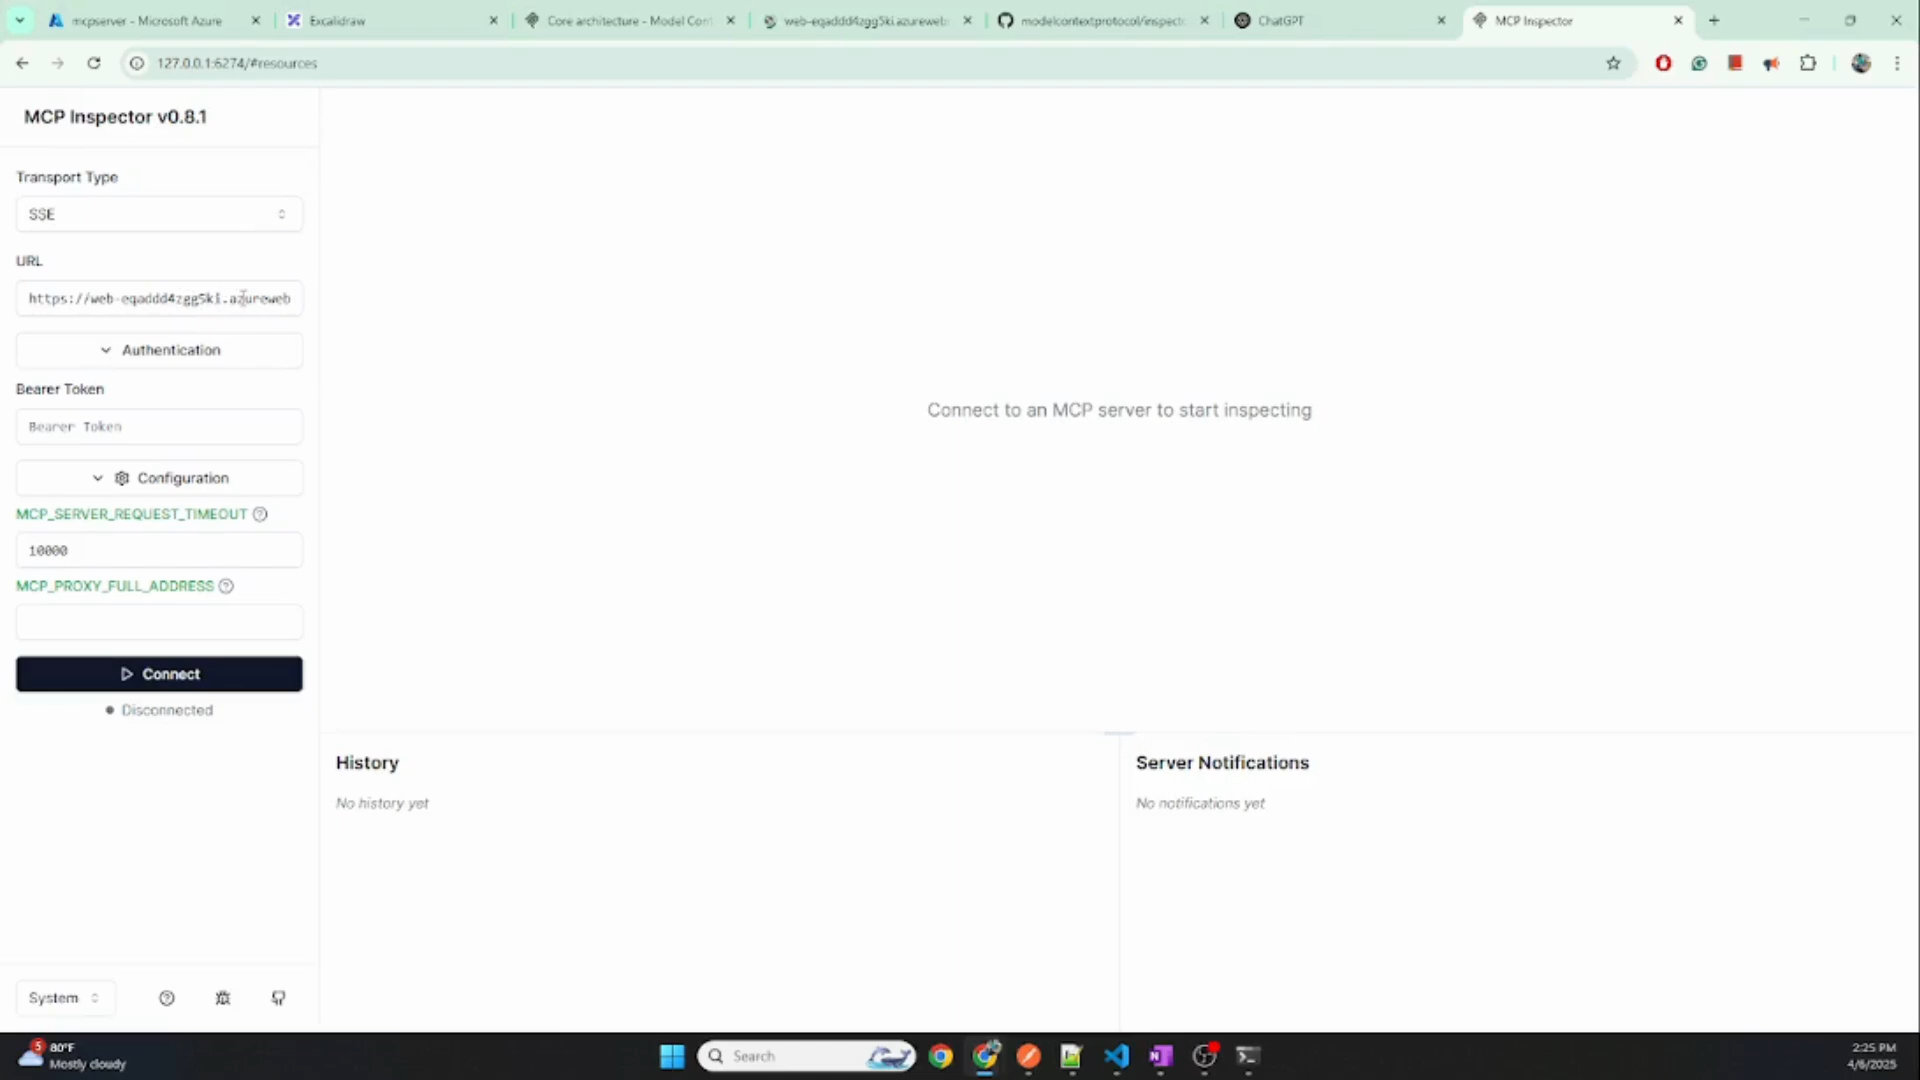 mcpserver - Microsoft Azure
Excalidraw
Core architecture - Model Cont
web-eqaddd4zgg5ki.azureweb
modelcontextprotocol/inspect
ChatGPT
MCP Inspector
127.0.0.1:6274/#resources
MCP Inspector v0.8.1
Transport Type
SSE
URL
https://web-eqaddd4zgg5ki.azureweb
Authentication
Bearer Token
Bearer Token
Configuration
MCP_SERVER_REQUEST_TIMEOUT
10000
MCP_PROXY_FULL_ADDRESS
Connect
Disconnected
Connect to an MCP server to start inspecting
History
No history yet
Server Notifications
No notifications yet
System
5
80°F
Mostly cloudy
Search
2:25 PM
4/6/2025